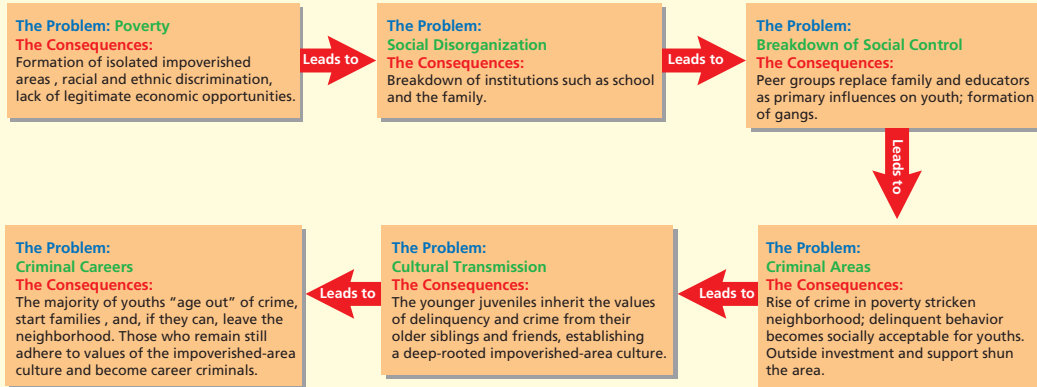 The Problem: Poverty
The Consequences:
Formation of isolated impoverished
areas , racial and ethnic discrimination,
lack of legitimate economic opportunities.
Leads to
The Problem:
Social Disorganization
The Consequences:
Breakdown of institutions such as school
and the family.
Leads to
The Problem:
Breakdown of Social Control
The Consequences:
Peer groups replace family and educators
as primary influences on youth; formation
of gangs.
Leads to
The Problem:
Criminal Areas
The Consequences:
Rise of crime in poverty stricken
neighborhood; delinquent behavior
becomes socially acceptable for youths.
Outside investment and support shun
the area.
Leads to
The Problem:
Cultural Transmission
The Consequences:
The younger juveniles inherit the values
of delinquency and crime from their
older siblings and friends, establishing
a deep-rooted impoverished-area culture.
Leads to
The Problem:
Criminal Careers
The Consequences:
The majority of youths “age out” of crime,
start families , and, if they can, leave the
neighborhood. Those who remain still
adhere to values of the impoverished-area
culture and become career criminals.